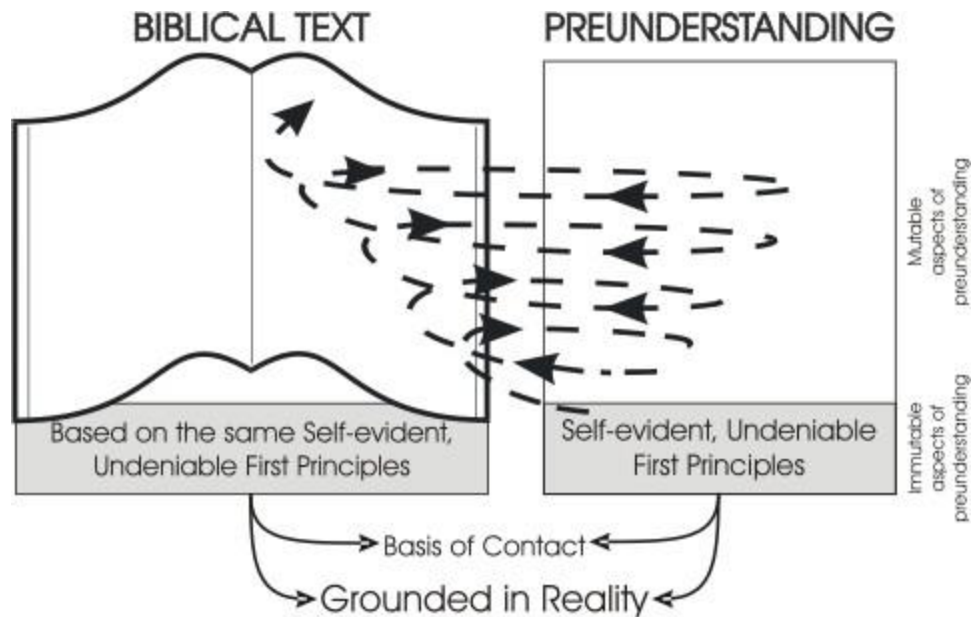 BIBLICAL TEXT
PREUNDERSTANDING
Mutable
aspects of
preunderstanding
Based on the same Self-evident,
Undeniable First Principles
Self-evident, Undeniable
First Principles
Immutable
aspects of
preunderstanding
Basis of Contact
Grounded in Reality